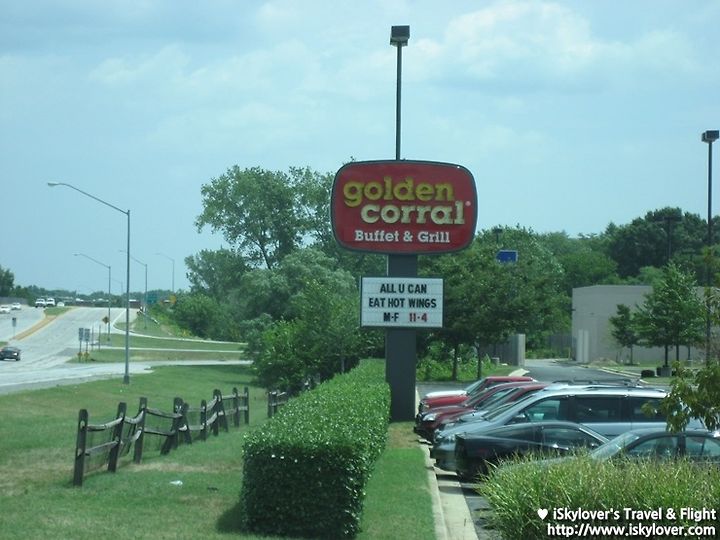 golden
corral®
Buffet & Grill
ALL U CAN
EAT HOT WINGS
M-F 11-4
♥ iSkylover's Travel & Flight
http://www.iskylover.com